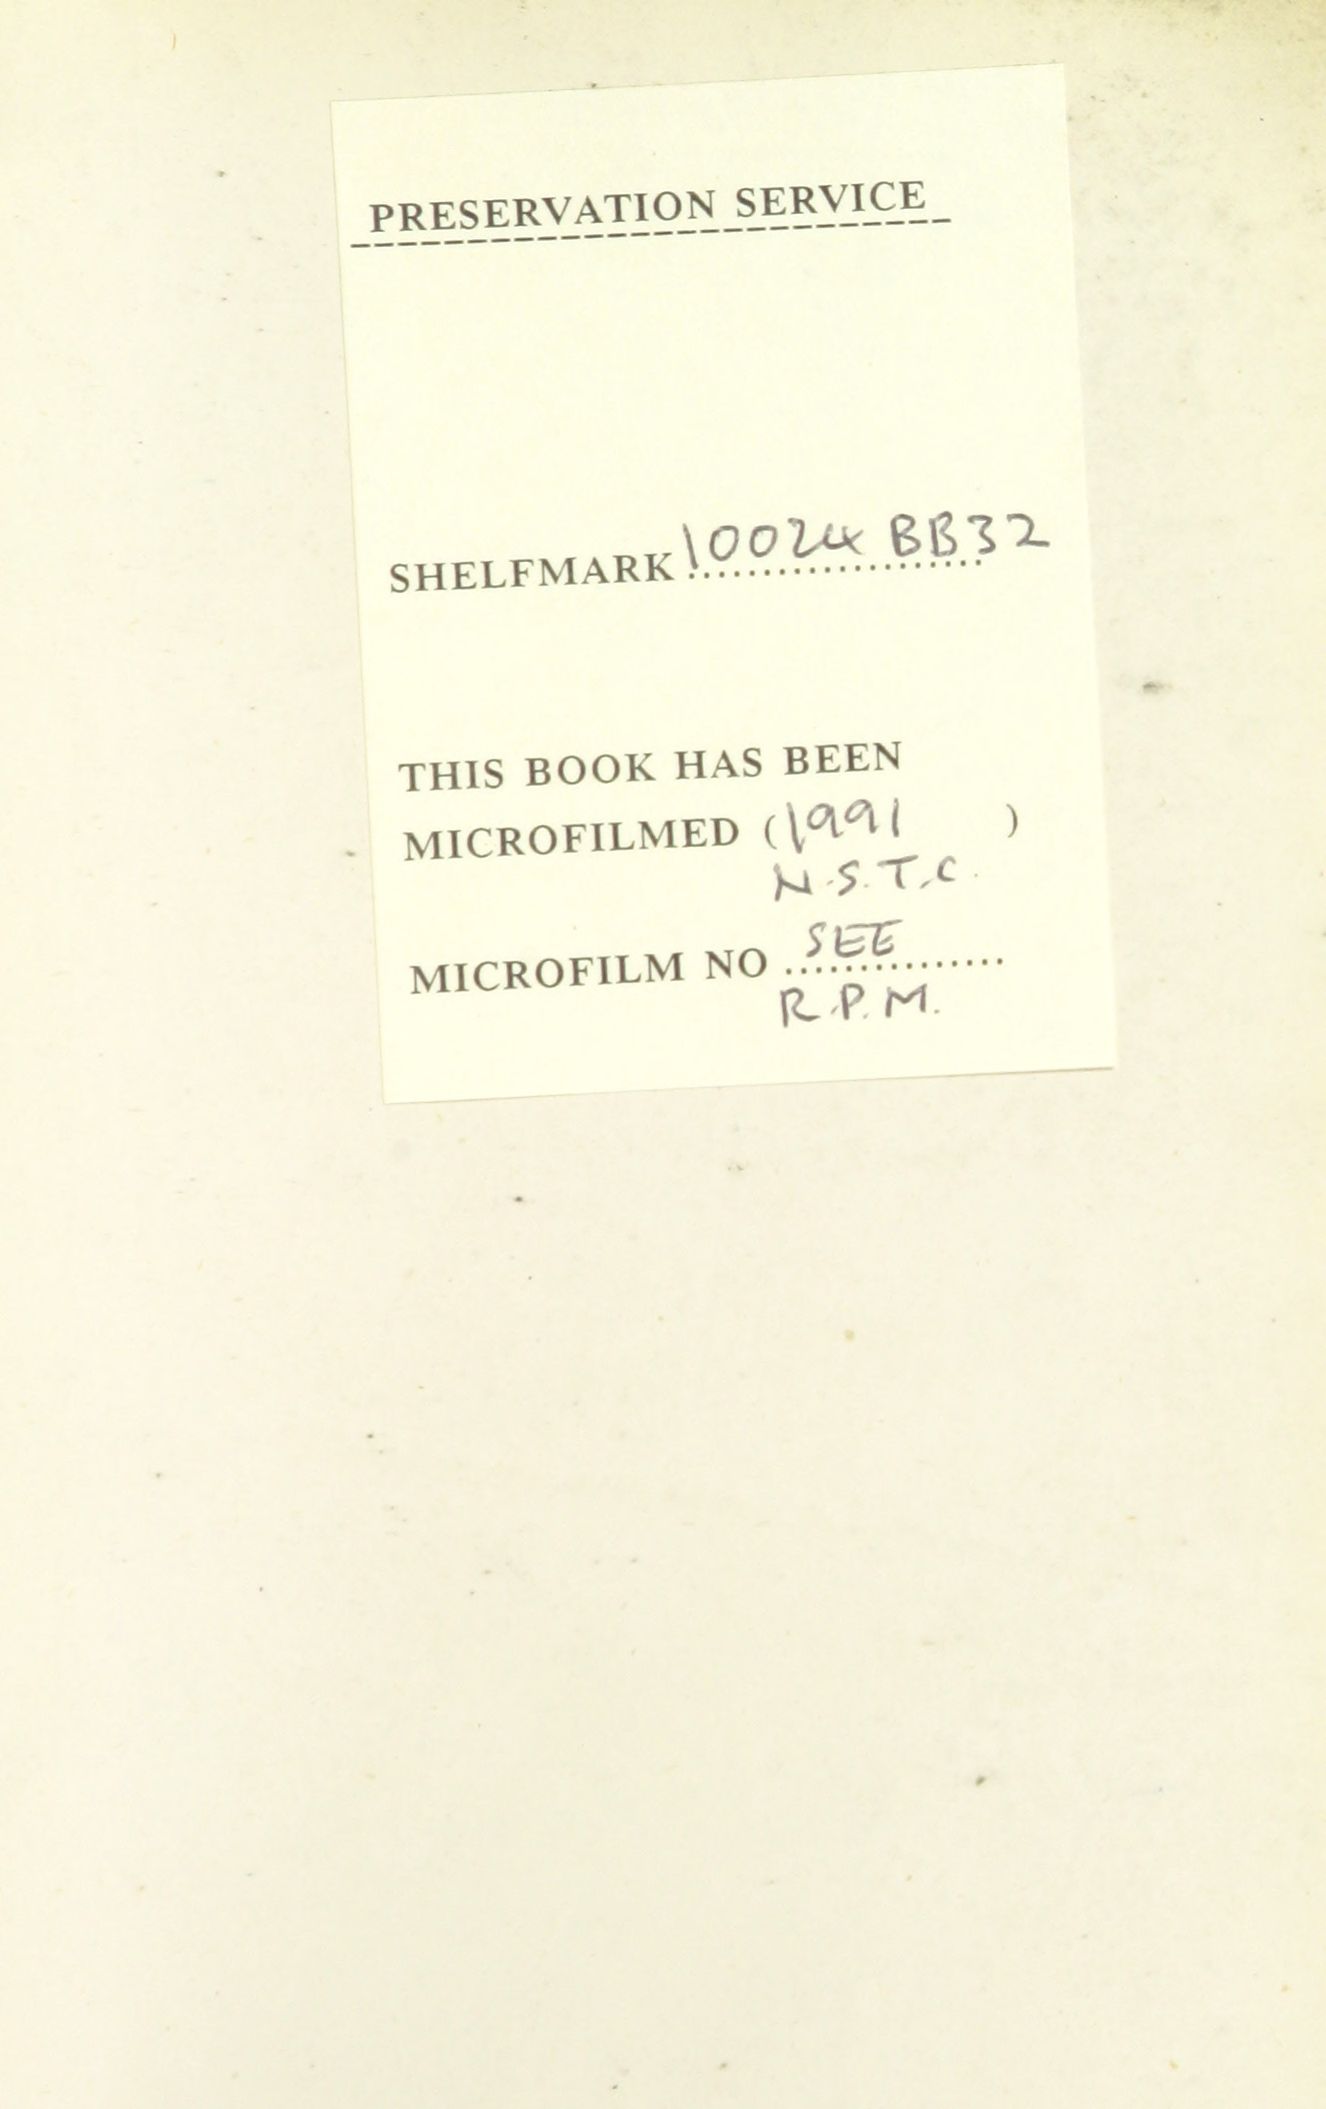 PRESERVATION SERVICE
SHELFMARK 10024 BB32
THIS BOOK HAS BEEN
MICROFILMED (1991 )
N.S.T.C.
MICROFILM NO SEE
R.P.M.